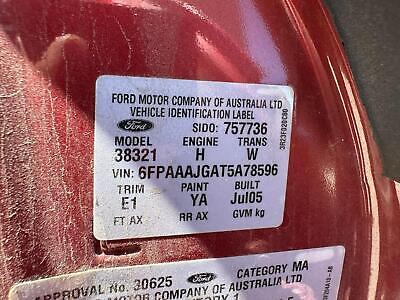 FORD MOTOR COMPANY OF AUSTRALIA LTD
VEHICLE IDENTIFICATION LABEL
Ford SIDO: 757736
MODEL ENGINE TRANS
38321 H W
VIN: 6FPAAAJGAT5A78596
TRIM PAINT BUILT
E1 YA Jul05
FT AX RR AX GVM kg
APPROVAL No. 30625 Ford CATEGORY MA